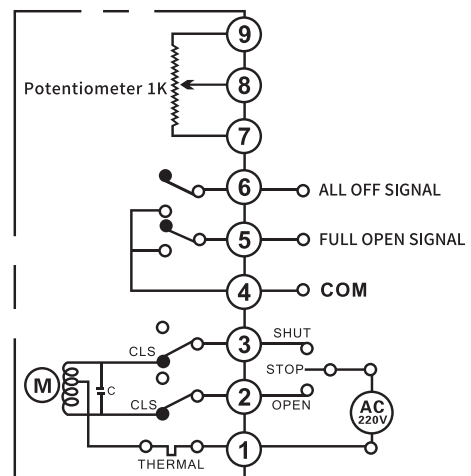 9
Potentiometer 1K
8
7
6
ALL OFF SIGNAL
5
FULL OPEN SIGNAL
4
COM
3
SHUT
CLS
STOP
M
C
2
CLS
OPEN
AC
220V
1
THERMAL